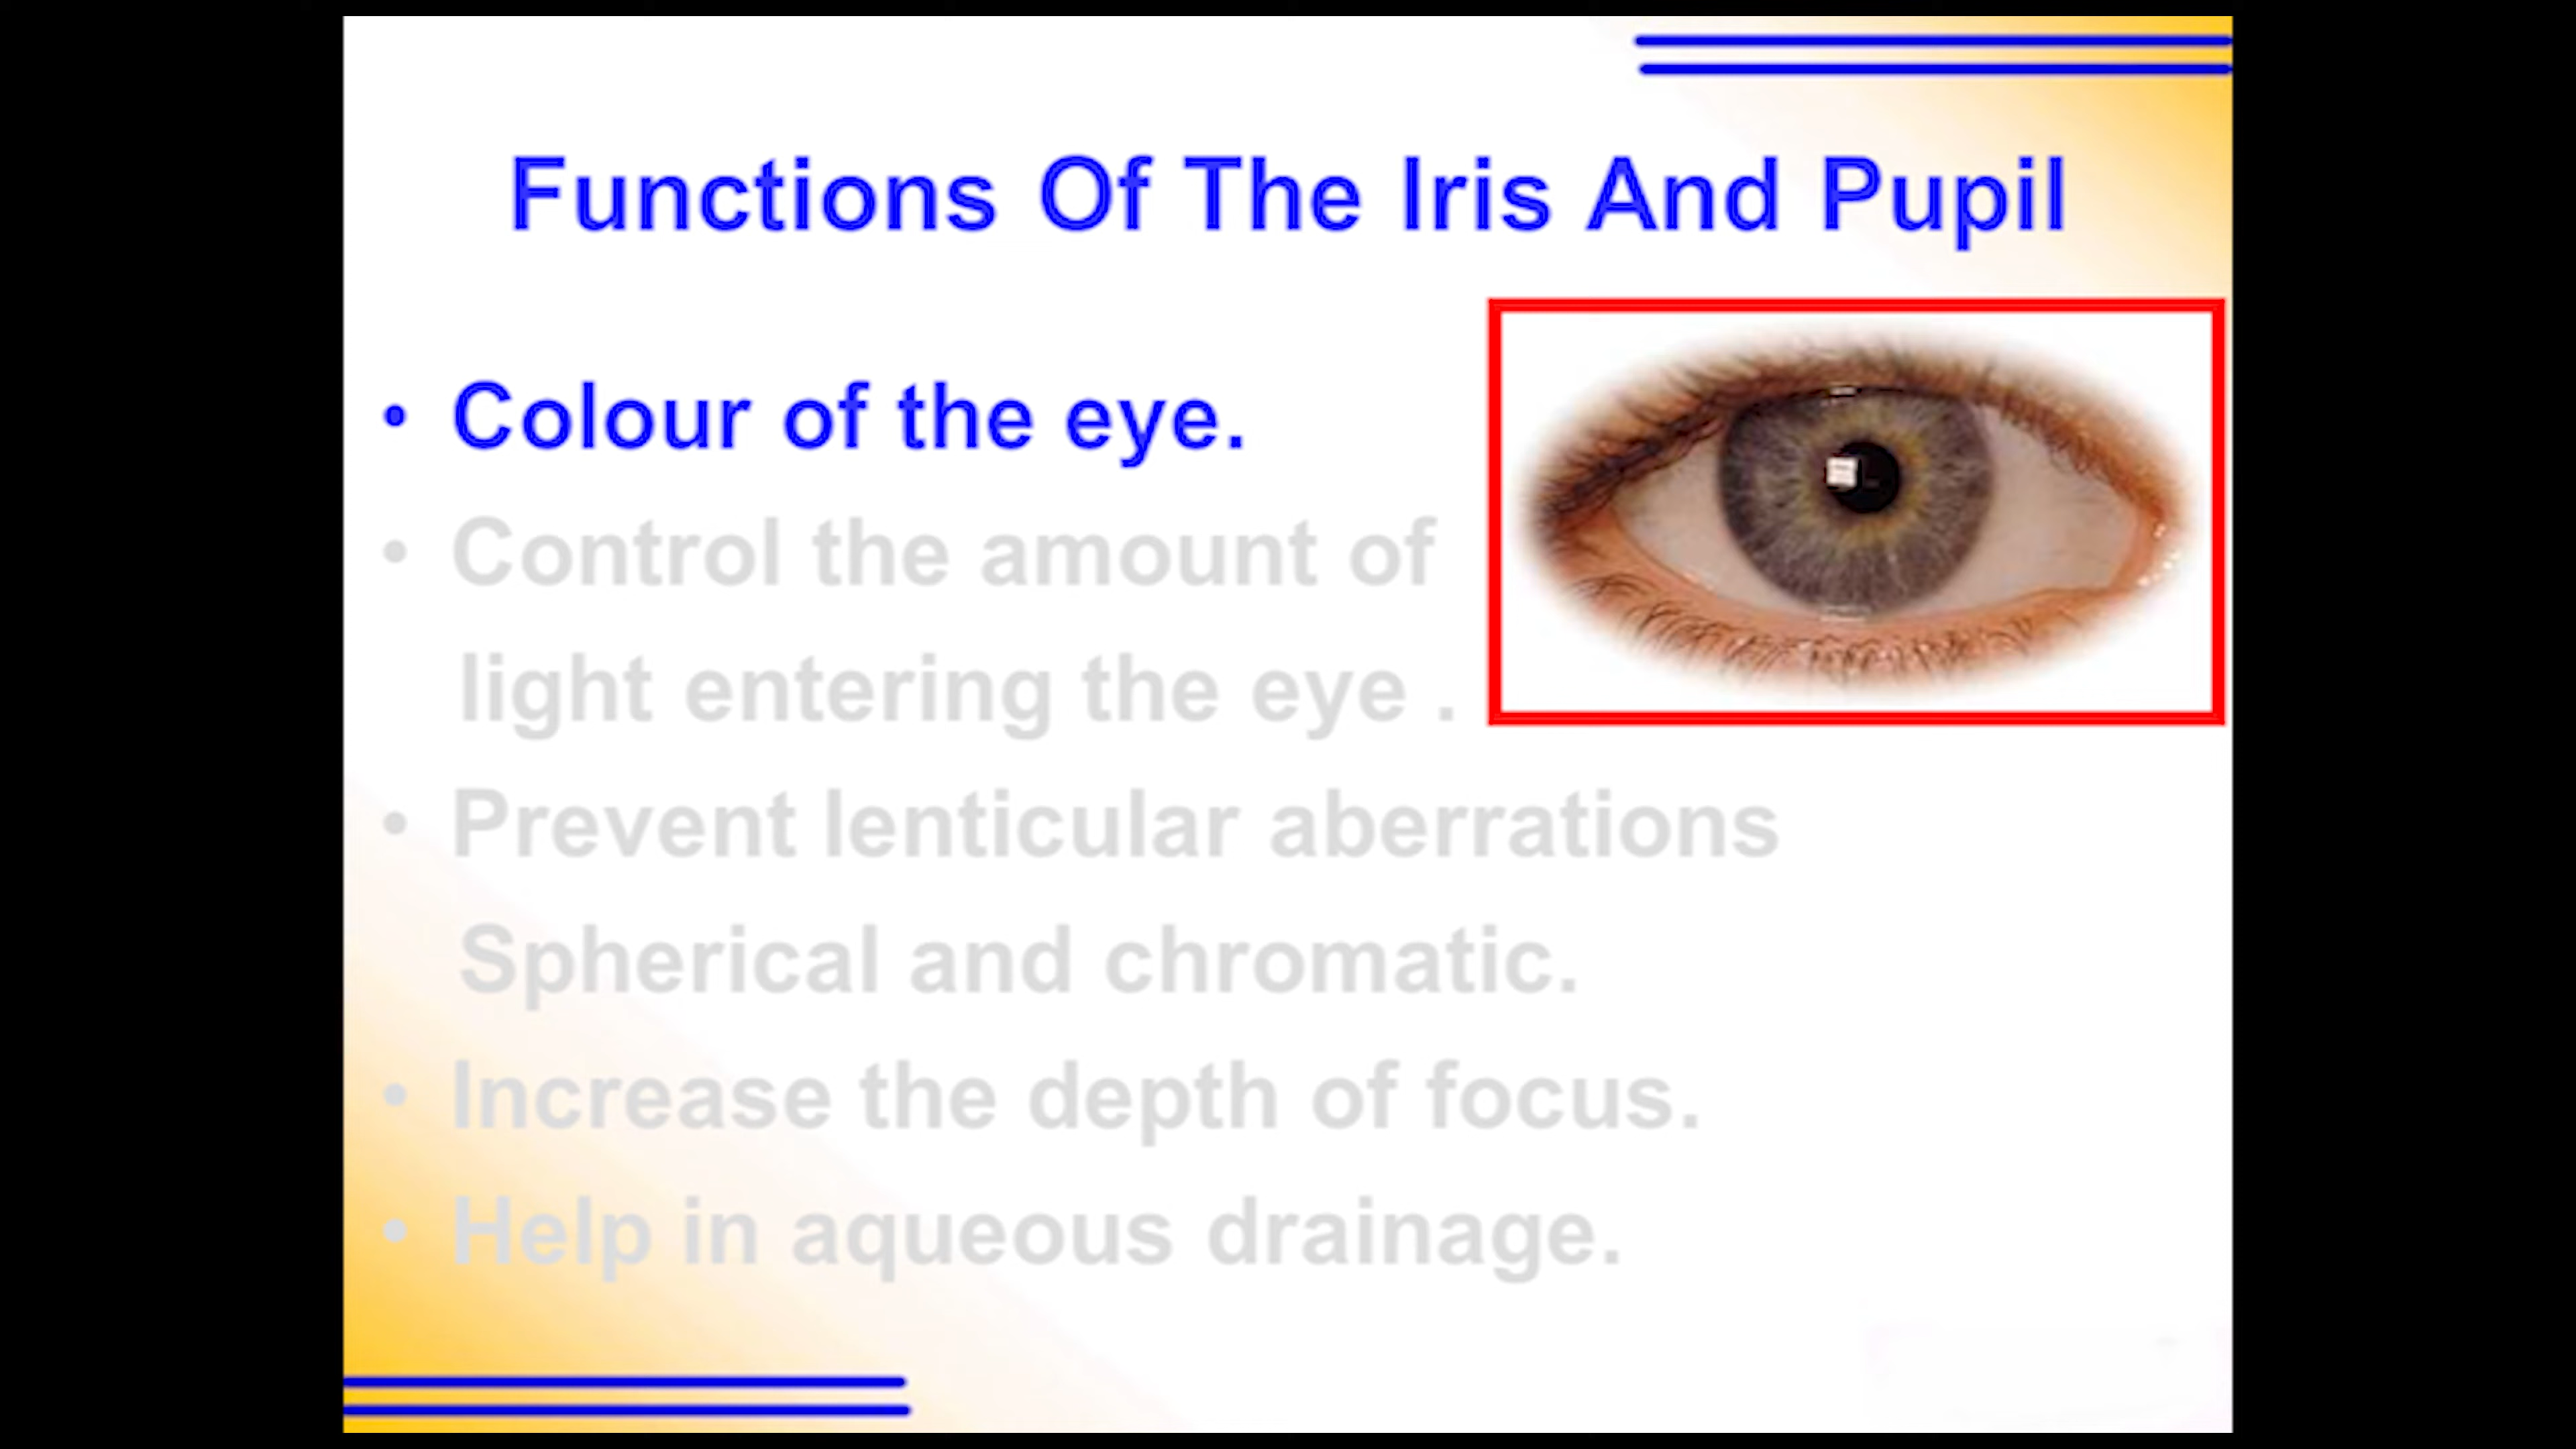 Functions Of The Iris And Pupil
• Colour of the eye.
• Control the amount of
light entering the eye .
• Prevent lenticular aberrations
Spherical and chromatic.
• Increase the depth of focus.
• Help in aqueous drainage.